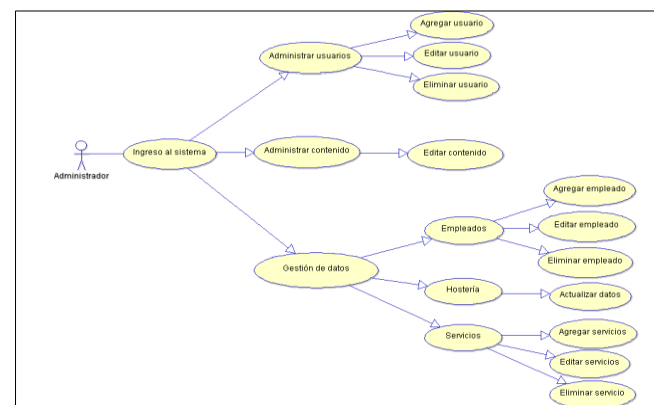 Agregar usuario
Administrar usuarios
Editar usuario
Eliminar usuario
Ingreso al sistema
Administrar contenido
Editar contenido
Administrador
Agregar empleado
Empleados
Editar empleado
Eliminar empleado
Gestión de datos
Hostería
Actualizar datos
Servicios
Agregar servicios
Editar servicios
Eliminar servicio